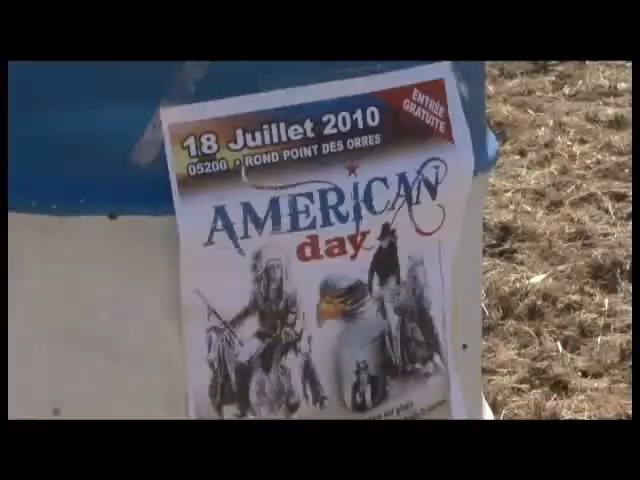 18 Juillet 2010
ENTRÉE
GRATUITE
05200 • ROND POINT DES ORRES
AMERICAN
day